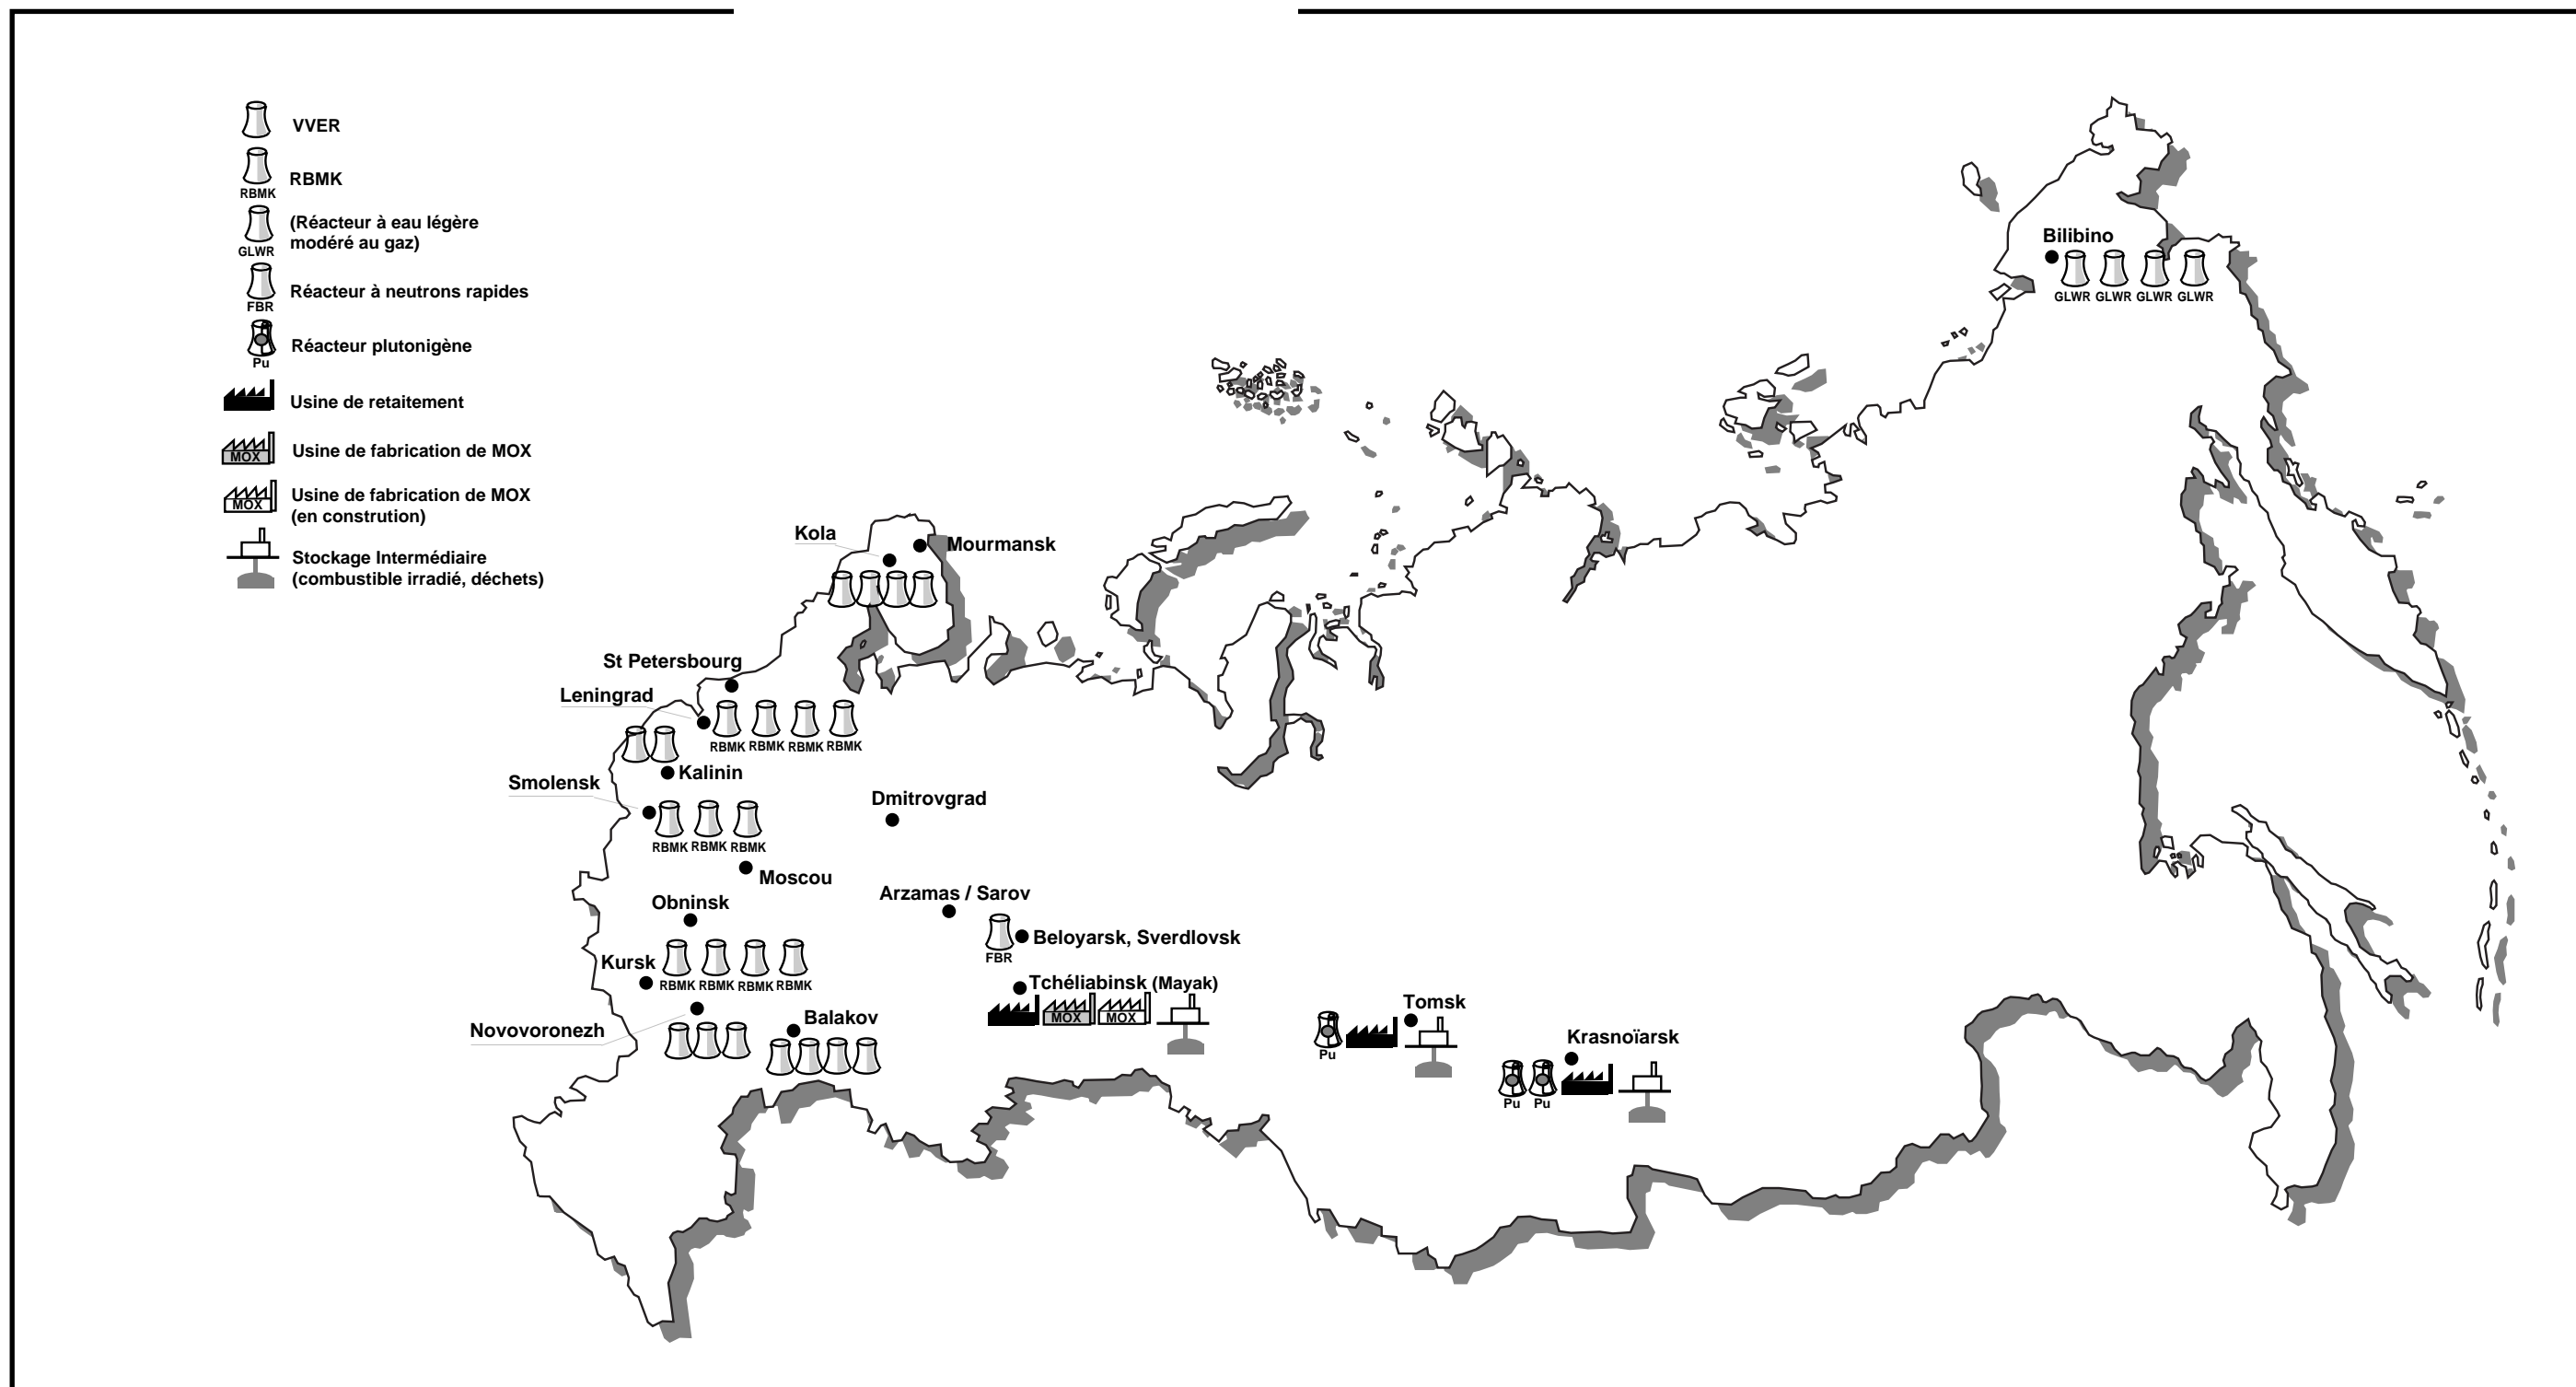 VVER
RBMK
RBMK
(Réacteur à eau légère
modéré au gaz)
GLWR
Réacteur à neutrons rapides
FBR
Réacteur plutonigène
Pu
Usine de retaitement
MOX
Usine de fabrication de MOX
MOX
Usine de fabrication de MOX
(en constrution)
Stockage Intermédiaire
(combustible irradié, déchets)
Bilibino
GLWR GLWR GLWR GLWR
Kola
Mourmansk
St Petersbourg
Leningrad
RBMK RBMK RBMK RBMK
Kalinin
Smolensk
RBMK RBMK RBMK
Dmitrovgrad
Moscou
Arzamas / Sarov
Obninsk
Beloyarsk, Sverdlovsk
FBR
Kursk
RBMK RBMK RBMK RBMK
Tchéliabinsk (Mayak)
MOX MOX
Novovoronezh
Balakov
Tomsk
Pu
Krasnoïarsk
Pu Pu